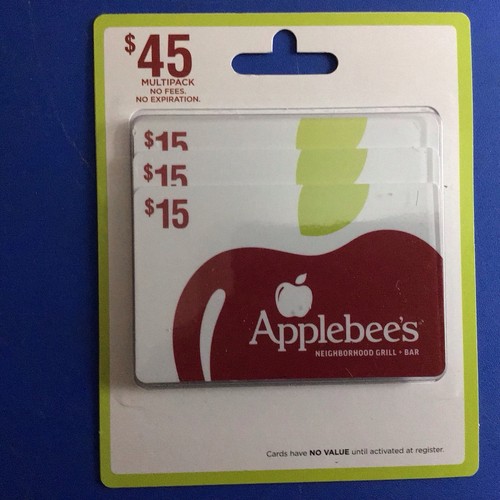 $45
MULTIPACK
NO FEES.
NO EXPIRATION.
$15
$15
$15
Applebee's
NEIGHBORHOOD GRILL + BAR
Cards have NO VALUE until activated at register.